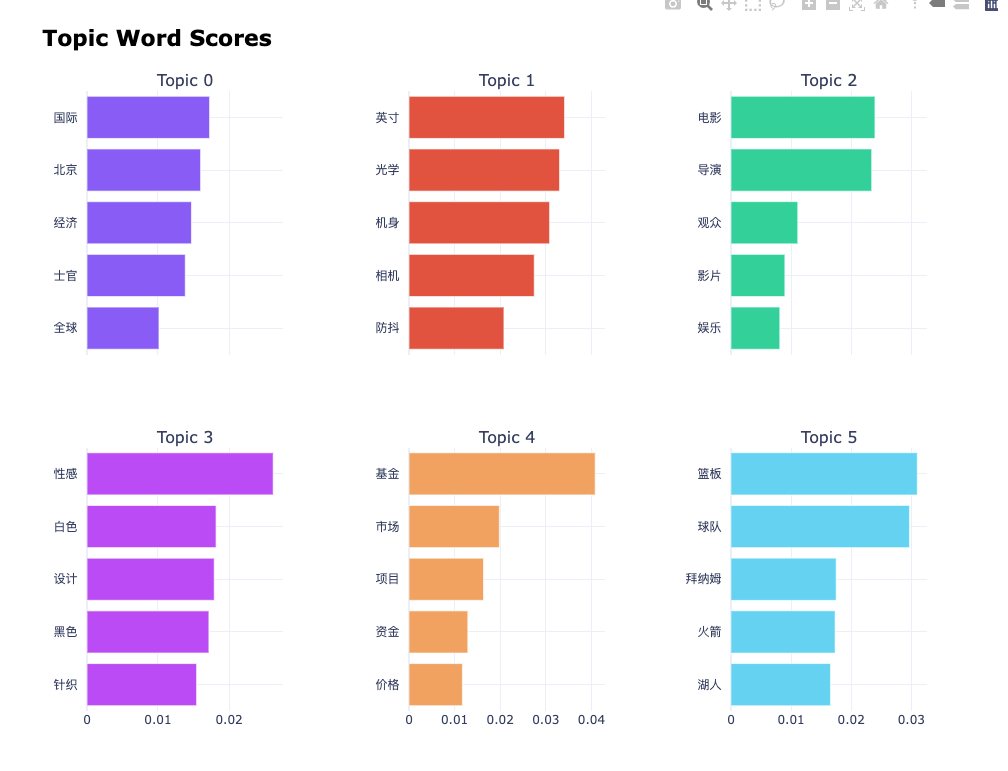 Topic Word Scores
Topic 0
国际
北京
经济
士官
全球
Topic 1
英寸
光学
机身
相机
防抖
Topic 2
电影
导演
观众
影片
娱乐
Topic 3
性感
白色
设计
黑色
针织
0 0.01 0.02
Topic 4
基金
市场
项目
资金
价格
0 0.01 0.02 0.03 0.04
Topic 5
篮板
球队
拜纳姆
火箭
湖人
0 0.01 0.02 0.03